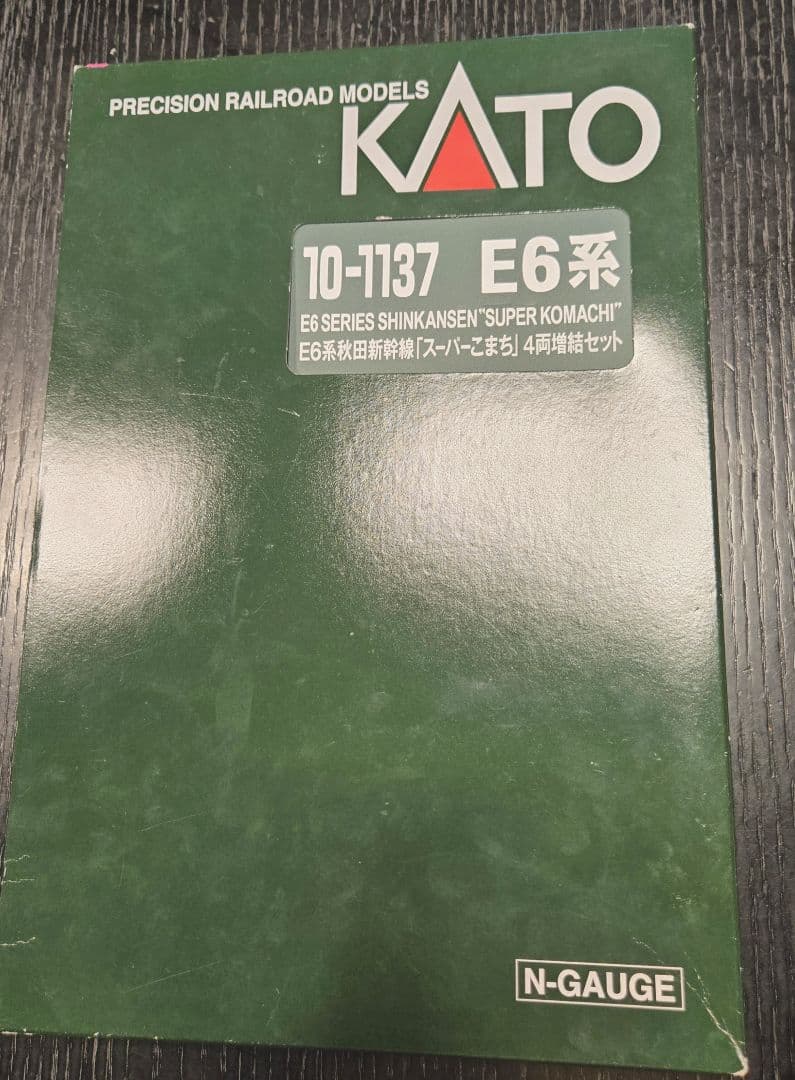 PRECISION RAILROAD MODELS
KATO
10-1137 E6系
E6 SERIES SHINKANSEN "SUPER KOMACHI"
E6系秋田新幹線「スーパーこまち」4両増結セット
N-GAUGE